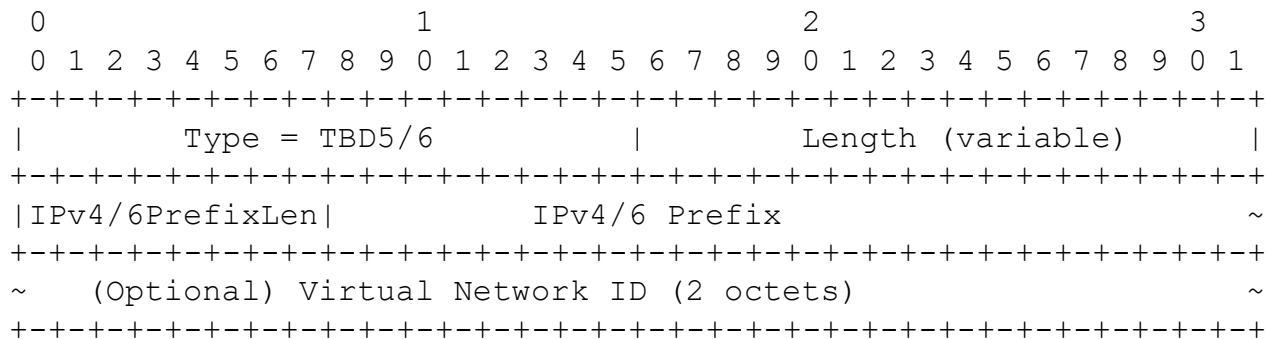 0                   1                   2                   3
 0 1 2 3 4 5 6 7 8 9 0 1 2 3 4 5 6 7 8 9 0 1 2 3 4 5 6 7 8 9 0 1
+-+-+-+-+-+-+-+-+-+-+-+-+-+-+-+-+-+-+-+-+-+-+-+-+-+-+-+-+-+-+-+-+
|        Type = TBD5/6          |       Length (variable)       |
+-+-+-+-+-+-+-+-+-+-+-+-+-+-+-+-+-+-+-+-+-+-+-+-+-+-+-+-+-+-+-+-+
|IPv4/6PrefixLen|          IPv4/6 Prefix                        ~
+-+-+-+-+-+-+-+-+-+-+-+-+-+-+-+-+-+-+-+-+-+-+-+-+-+-+-+-+-+-+-+-+
~   (Optional) Virtual Network ID (2 octets)                    ~
+-+-+-+-+-+-+-+-+-+-+-+-+-+-+-+-+-+-+-+-+-+-+-+-+-+-+-+-+-+-+-+-+